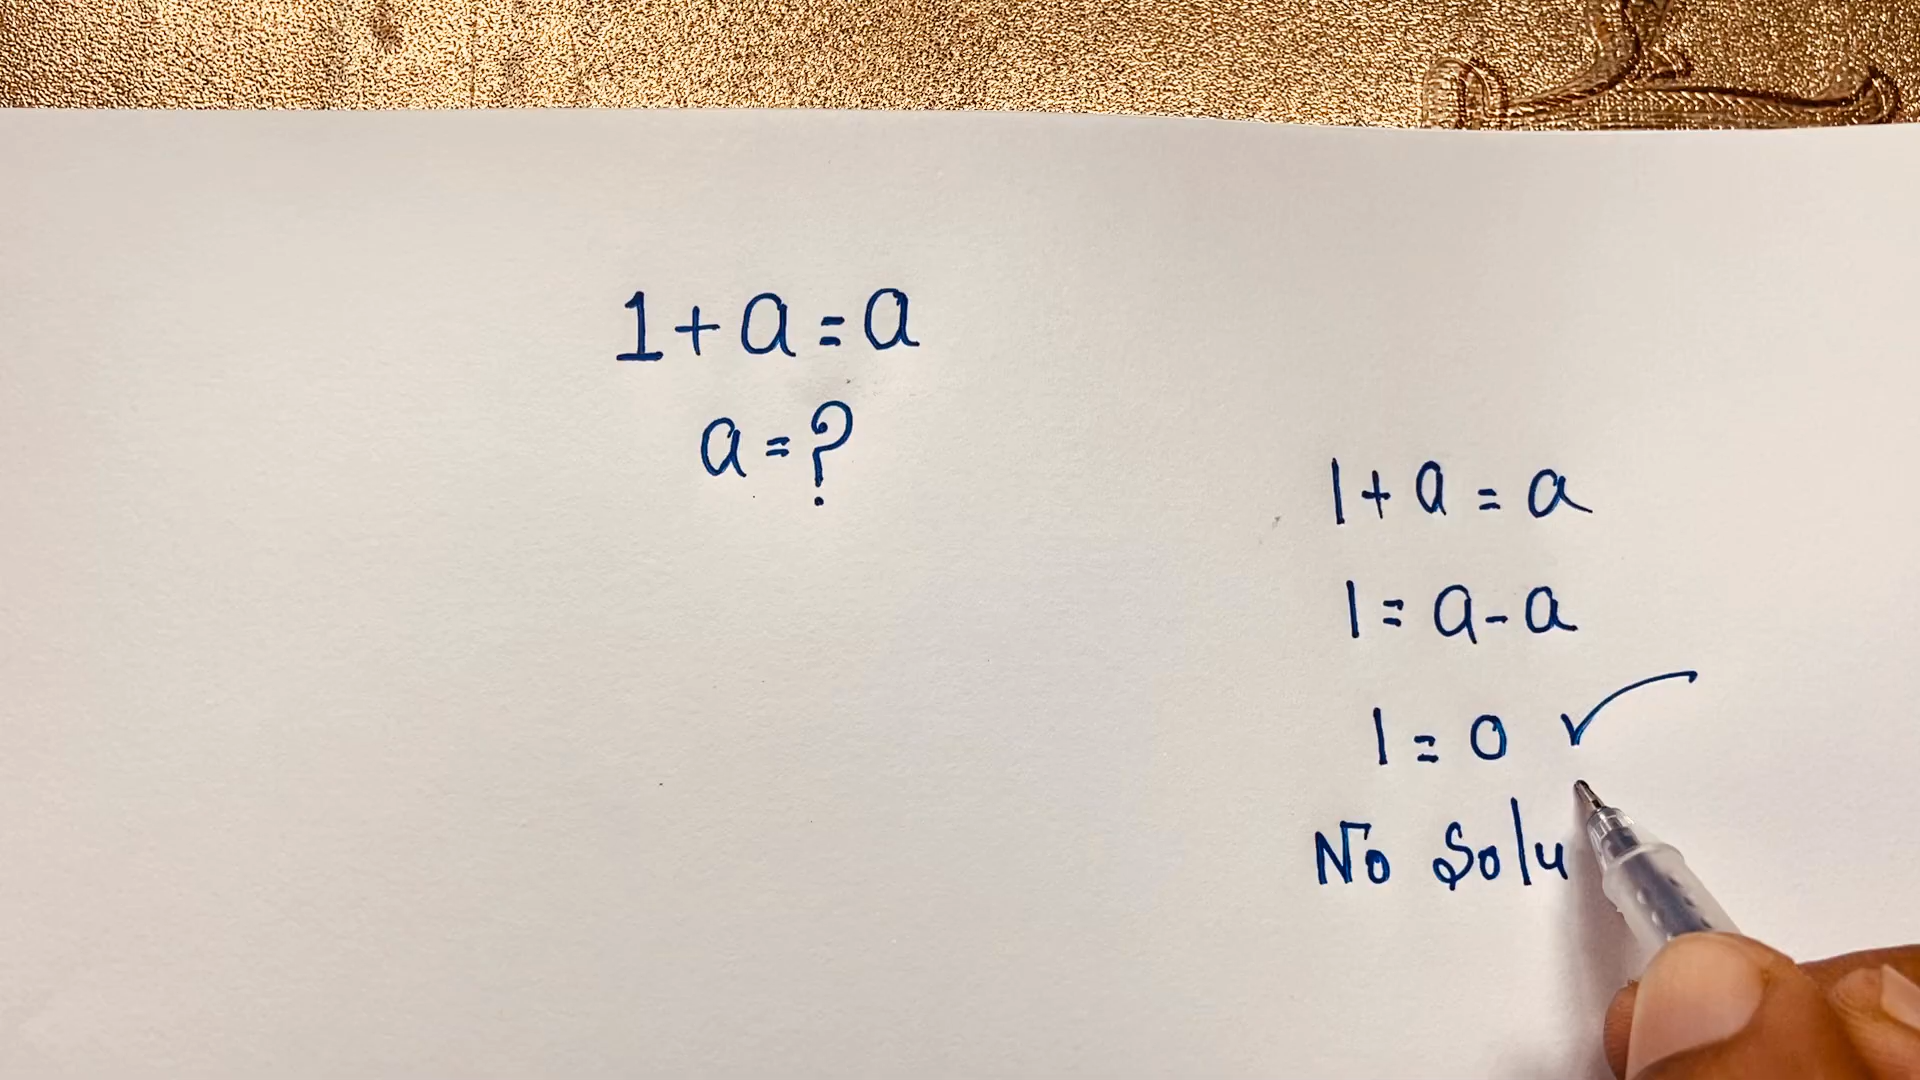 1+a=a
a=?
1+a=a
1=a-a
1=0 ✓
No Solu